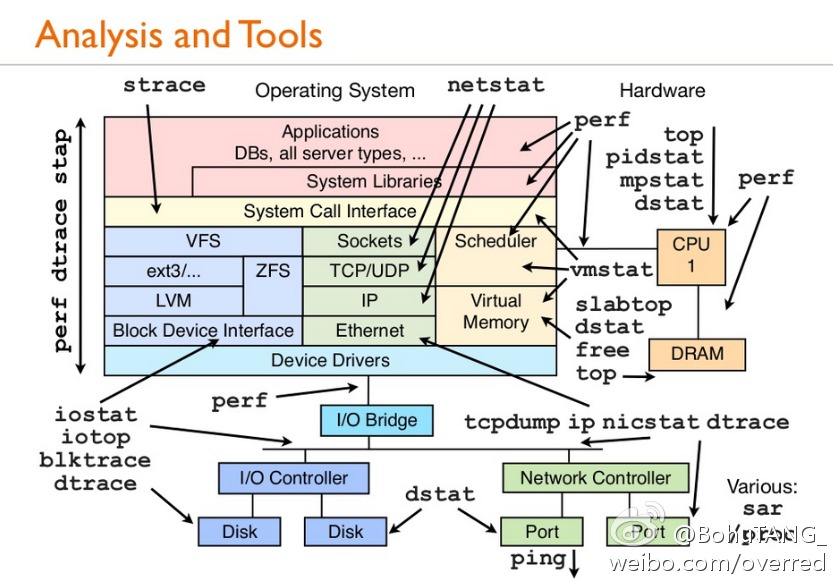 Analysis and Tools
strace
Operating System
netstat
Hardware
perf dtrace stap
Applications
DBs, all server types, ...
System Libraries
System Call Interface
perf
top
pidstat
mpstat
dstat
perf
VFS
Sockets
Scheduler
CPU
1
ext3/...
ZFS
TCP/UDP
vmstat
LVM
IP
Virtual
Memory
slabtop
dstat
free
top
Block Device Interface
Ethernet
DRAM
Device Drivers
perf
I/O Bridge
iostat
iotop
blktrace
dtrace
tcpdump ip nicstat dtrace
I/O Controller
Network Controller
dstat
Various:
sar
/proc
Disk
Disk
Port
Port
ping
@BohuTANG_
weibo.com/overred